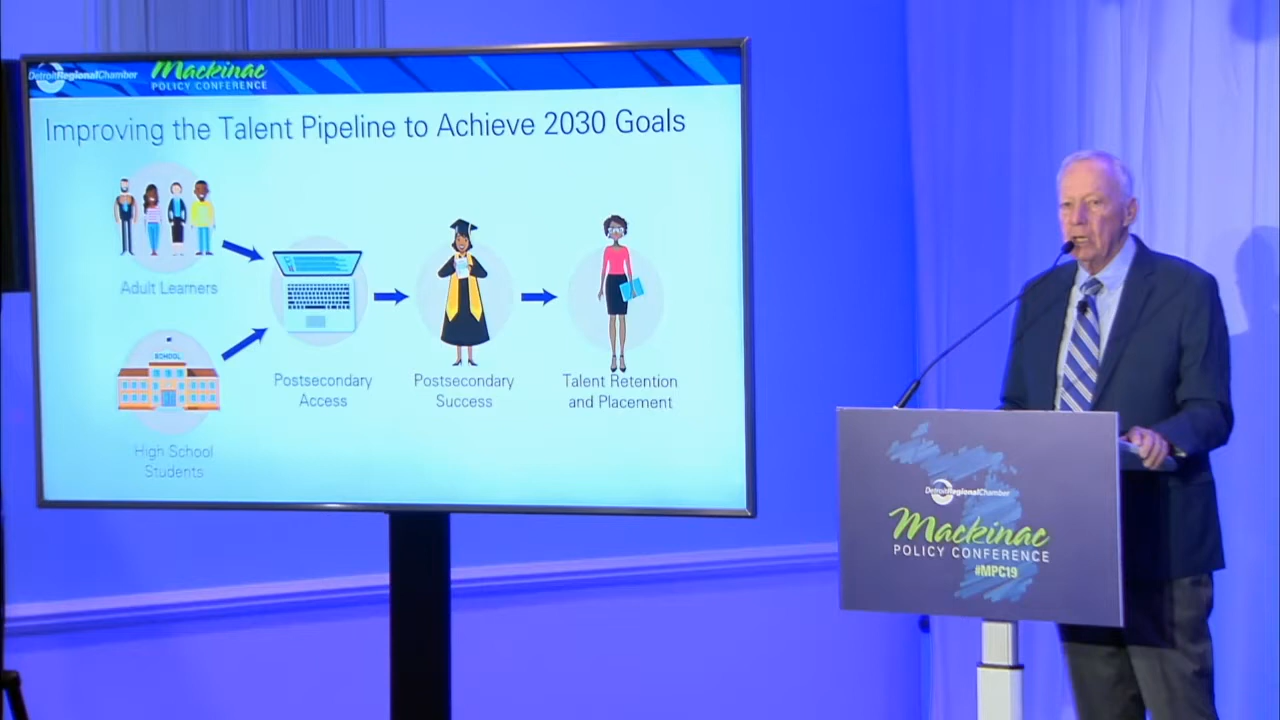 DetroitRegionalChamber
Mackinac
POLICY CONFERENCE
Improving the Talent Pipeline to Achieve 2030 Goals
Adult Learners
SCHOOL
High School
Students
Postsecondary
Access
Postsecondary
Success
Talent Retention
and Placement
DetroitRegionalChamber
Mackinac
POLICY CONFERENCE
#MPC19